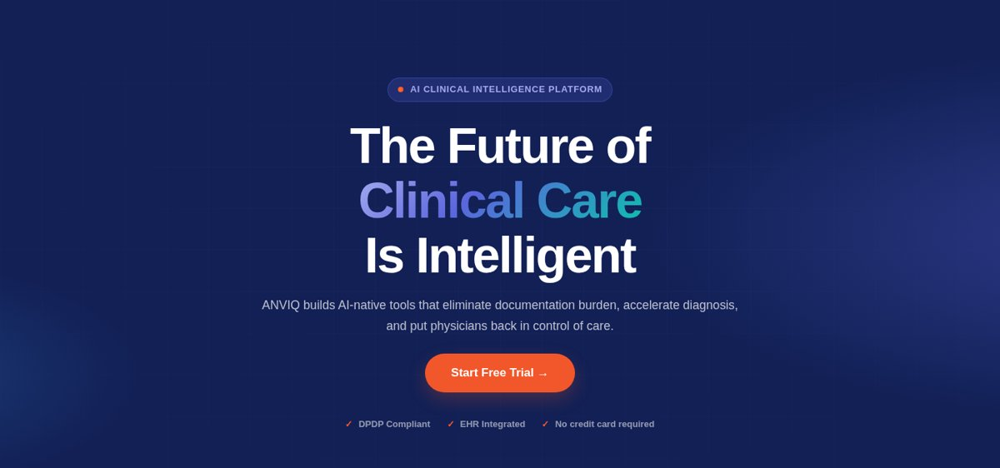 AI CLINICAL INTELLIGENCE PLATFORM
The Future of
Clinical Care
Is Intelligent
ANVIQ builds AI-native tools that eliminate documentation burden, accelerate diagnosis,
and put physicians back in control of care.
Start Free Trial →
✓ DPDP Compliant ✓ EHR Integrated ✓ No credit card required